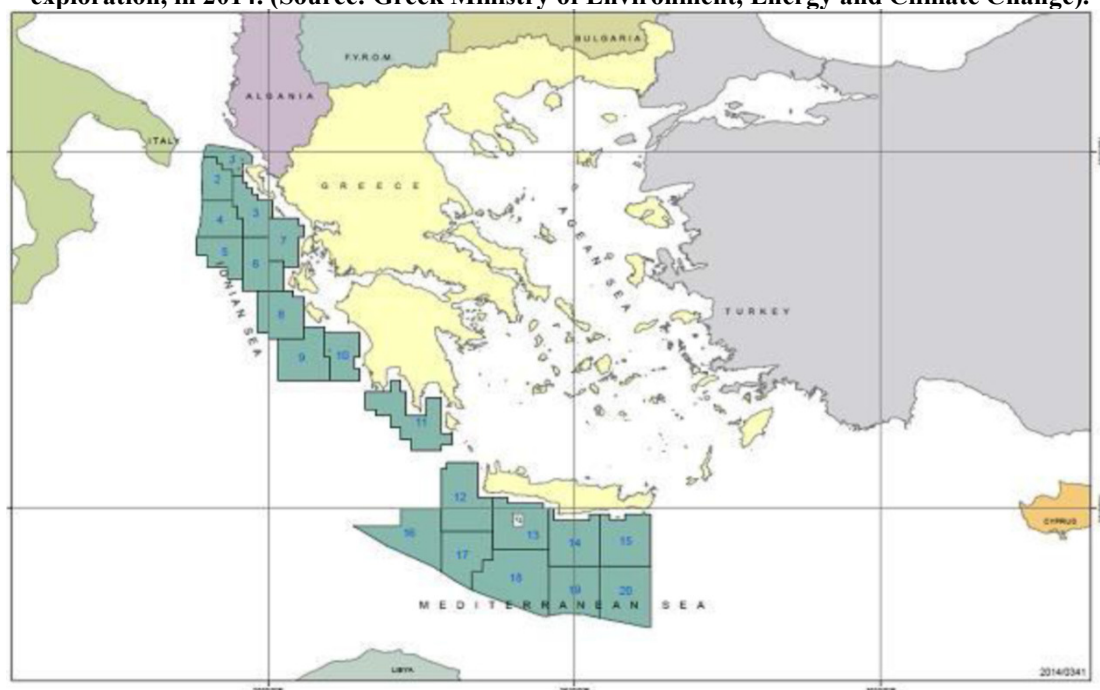 exploration, in 2014. (Source: Greek Ministry of Environment, Energy and Climate Change).
BULGARIA
F.Y.R.O.M.
ALBANIA
ITALY
GREECE
AEGEAN SEA
TURKEY
IONIAN SEA
3
2
3
4
7
5
6
8
9
10
11
12
13
14
15
16
17
18
19
20
CYPRUS
MEDITERRANEAN SEA
LIBYA
2014/0341